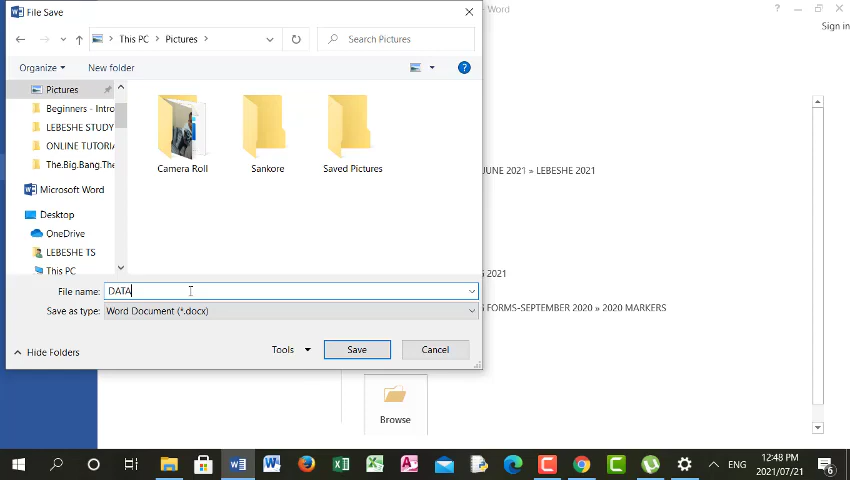 File Save
- Word
?
Sign in
This PC > Pictures >
Search Pictures
Organize
New folder
?
Pictures
Beginners - Intro
LEBESHE STUDY
ONLINE TUTORIA
The.Big.Bang.The
Microsoft Word
Desktop
OneDrive
LEBESHE TS
This PC
Camera Roll
Sankore
Saved Pictures
JUNE 2021 » LEBESHE 2021
2021
FORMS-SEPTEMBER 2020 » 2020 MARKERS
File name: DATA
Save as type: Word Document (*.docx)
Hide Folders
Tools
Save
Cancel
Browse
ENG
12:48 PM
2021/07/21
6